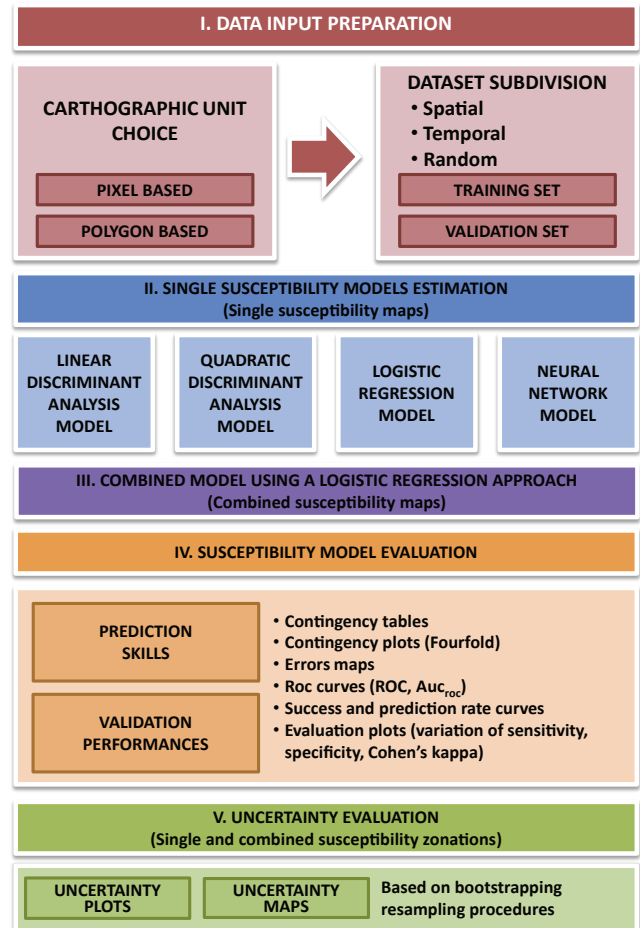 I. DATA INPUT PREPARATION
CARTHOGRAPHIC UNIT
CHOICE
PIXEL BASED
POLYGON BASED
DATASET SUBDIVISION
• Spatial
• Temporal
• Random
TRAINING SET
VALIDATION SET
II. SINGLE SUSCEPTIBILITY MODELS ESTIMATION
(Single susceptibility maps)
LINEAR
DISCRIMINANT
ANALYSIS
MODEL
QUADRATIC
DISCRIMINANT
ANALYSIS
MODEL
LOGISTIC
REGRESSION
MODEL
NEURAL
NETWORK
MODEL
III. COMBINED MODEL USING A LOGISTIC REGRESSION APPROACH
(Combined susceptibility maps)
IV. SUSCEPTIBILITY MODEL EVALUATION
PREDICTION
SKILLS
VALIDATION
PERFORMANCES
• Contingency tables
• Contingency plots (Fourfold)
• Errors maps
• Roc curves (ROC, Auc_roc)
• Success and prediction rate curves
• Evaluation plots (variation of sensitivity,
specificity, Cohen's kappa)
V. UNCERTAINTY EVALUATION
(Single and combined susceptibility zonations)
UNCERTAINTY
PLOTS
UNCERTAINTY
MAPS
Based on bootstrapping
resampling procedures